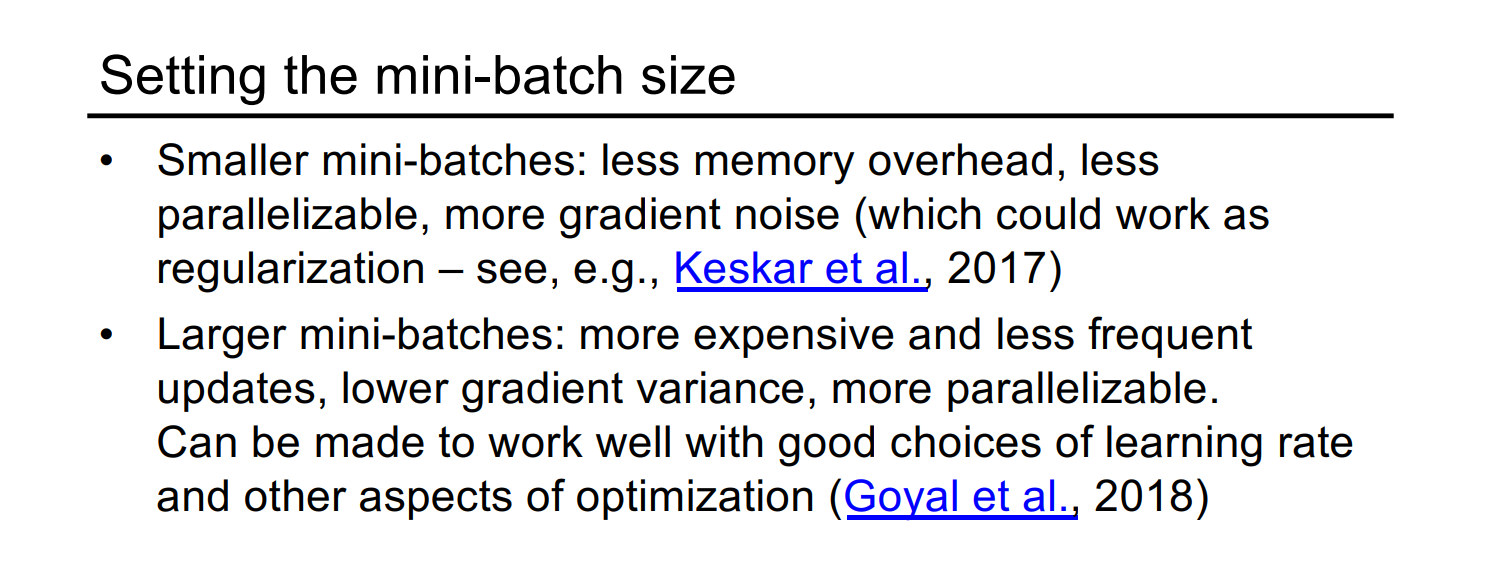 Setting the mini-batch size
• Smaller mini-batches: less memory overhead, less
parallelizable, more gradient noise (which could work as
regularization – see, e.g., Keskar et al., 2017)
• Larger mini-batches: more expensive and less frequent
updates, lower gradient variance, more parallelizable.
Can be made to work well with good choices of learning rate
and other aspects of optimization (Goyal et al., 2018)